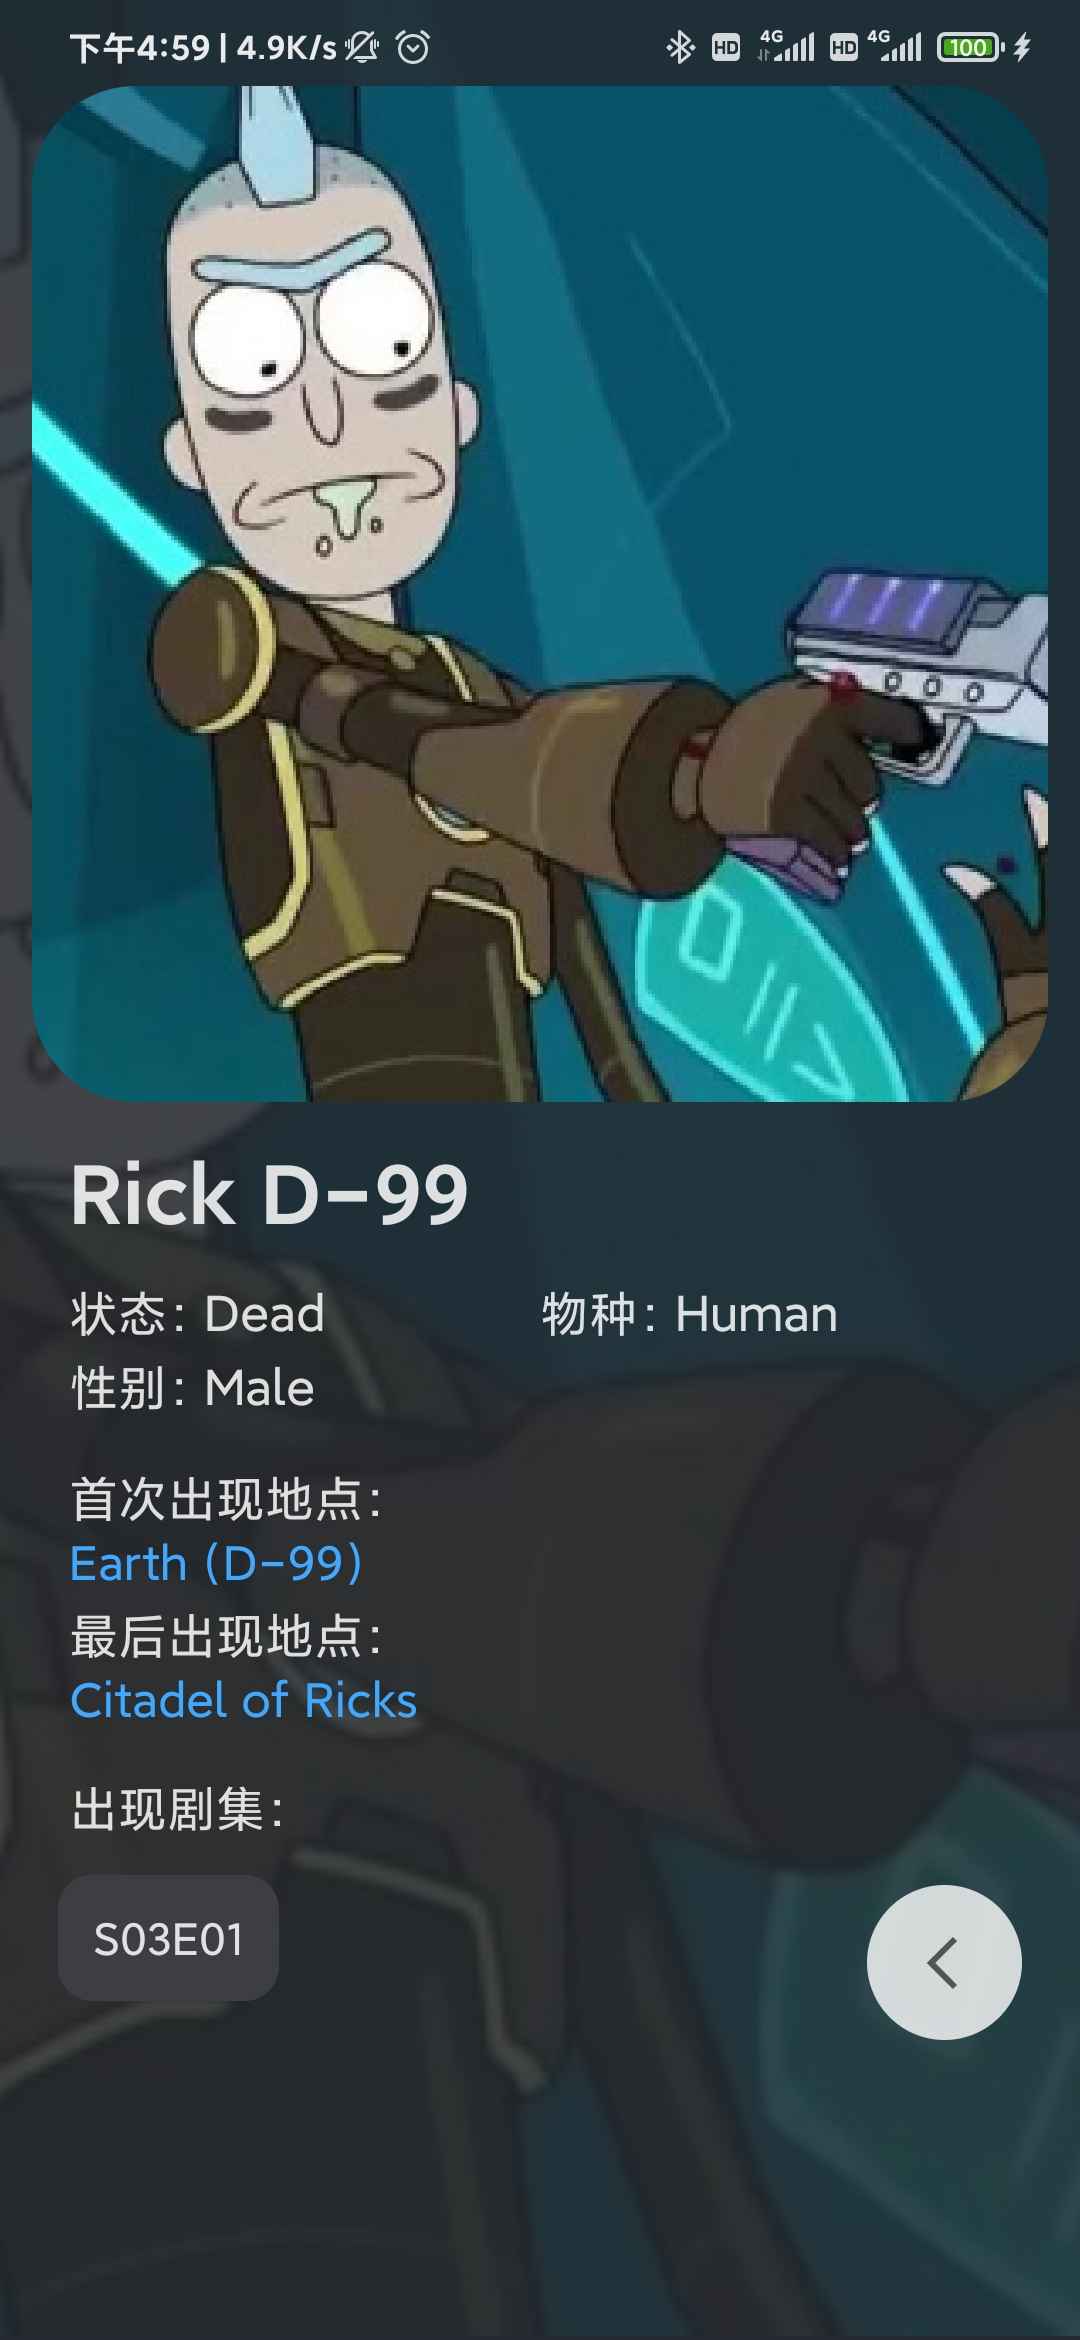 下午4:59 | 4.9K/s HD 4G HD 4G 100
Rick D-99
状态: Dead 物种: Human
性别: Male
首次出现地点:
Earth (D-99)
最后出现地点:
Citadel of Ricks
出现剧集:
S03E01